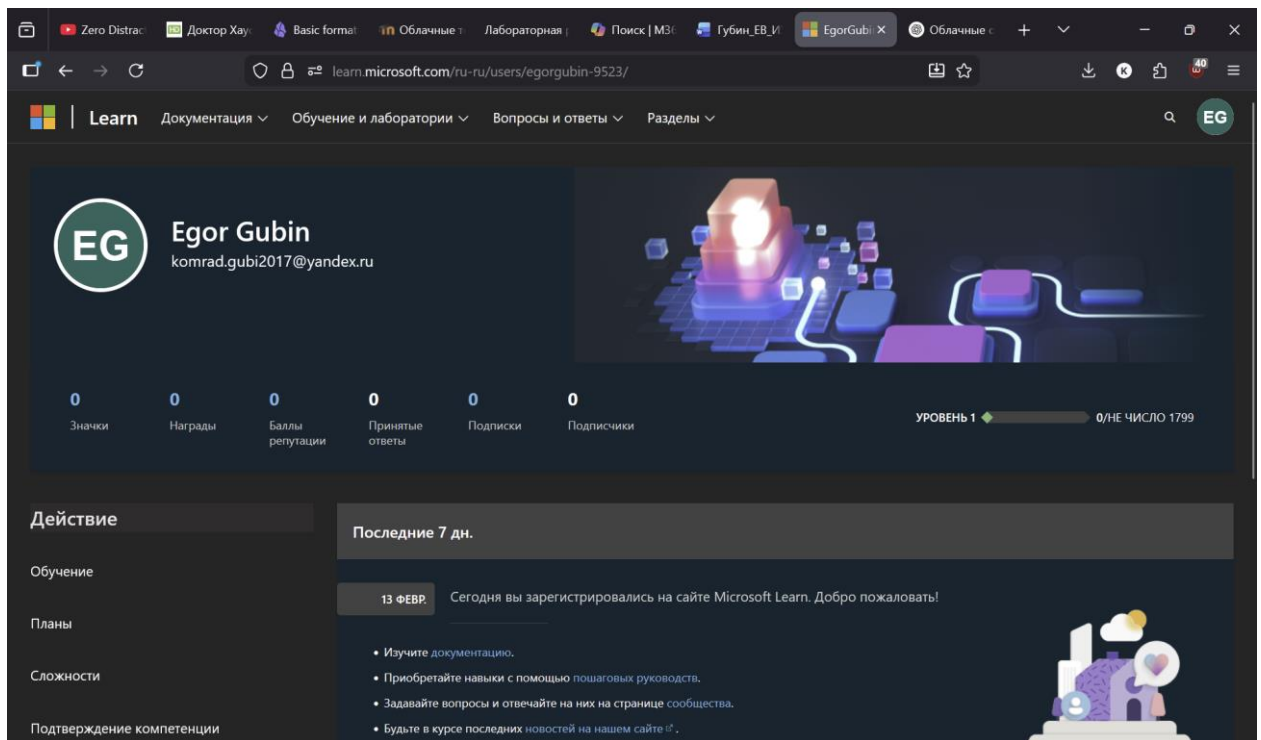 Zero Distrac Доктор Хау Basic format Облачные т Лабораторная р Поиск | M36 Губин_ЕВ_И EgorGubi Облачные с
learn.microsoft.com/ru-ru/users/egorgubin-9523/ K 40
Learn Документация Обучение и лаборатории Вопросы и ответы Разделы EG
EG
Egor Gubin
komrad.gubi2017@yandex.ru
0 0 0 0 0 0
Значки Награды Баллы репутации Принятые ответы Подписки Подписчики
УРОВЕНЬ 1 0/НЕ ЧИСЛО 1799
Действие
Обучение
Планы
Сложности
Подтверждение компетенции
Последние 7 дн.
13 ФЕВР. Сегодня вы зарегистрировались на сайте Microsoft Learn. Добро пожаловать!
• Изучите документацию.
• Приобретайте навыки с помощью пошаговых руководств.
• Задавайте вопросы и отвечайте на них на странице сообщества.
• Будьте в курсе последних новостей на нашем сайте.